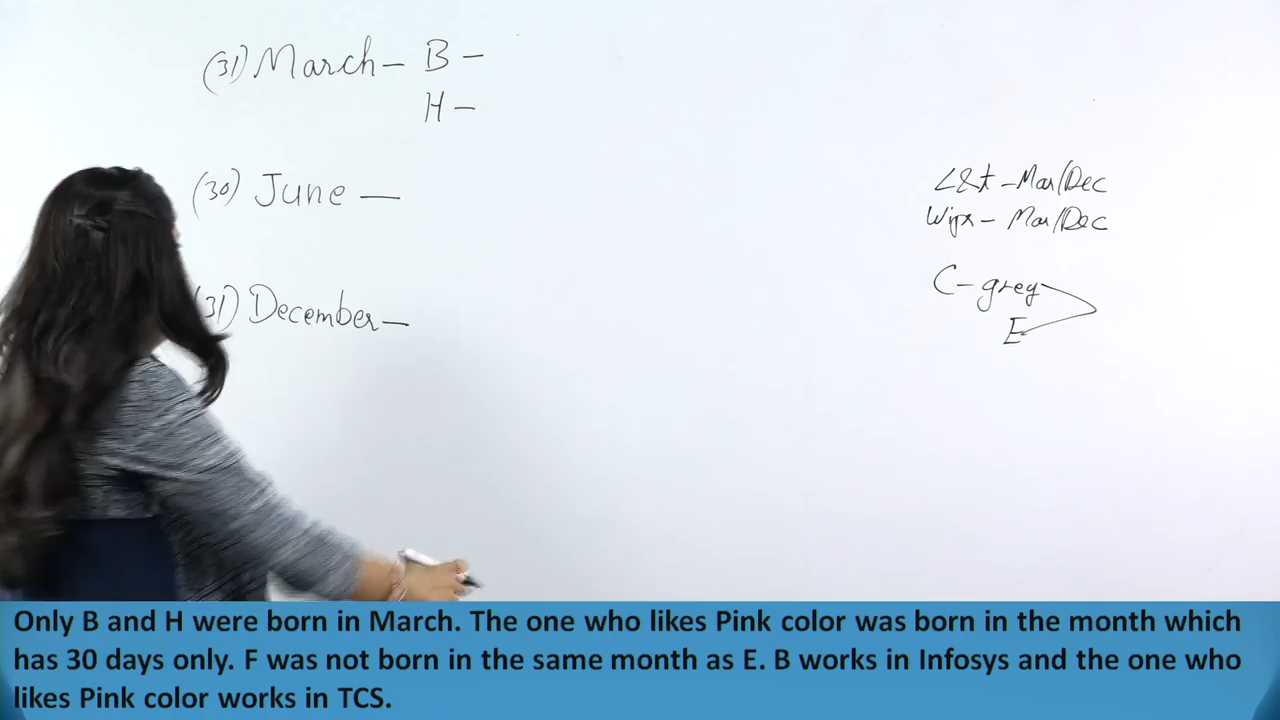 (31) March - B -
H -
(30) June -
31) December -
L&t - Mar/Dec
Wipr - Mar/Dec
C - grey
E
Only B and H were born in March. The one who likes Pink color was born in the month which
has 30 days only. F was not born in the same month as E. B works in Infosys and the one who
likes Pink color works in TCS.